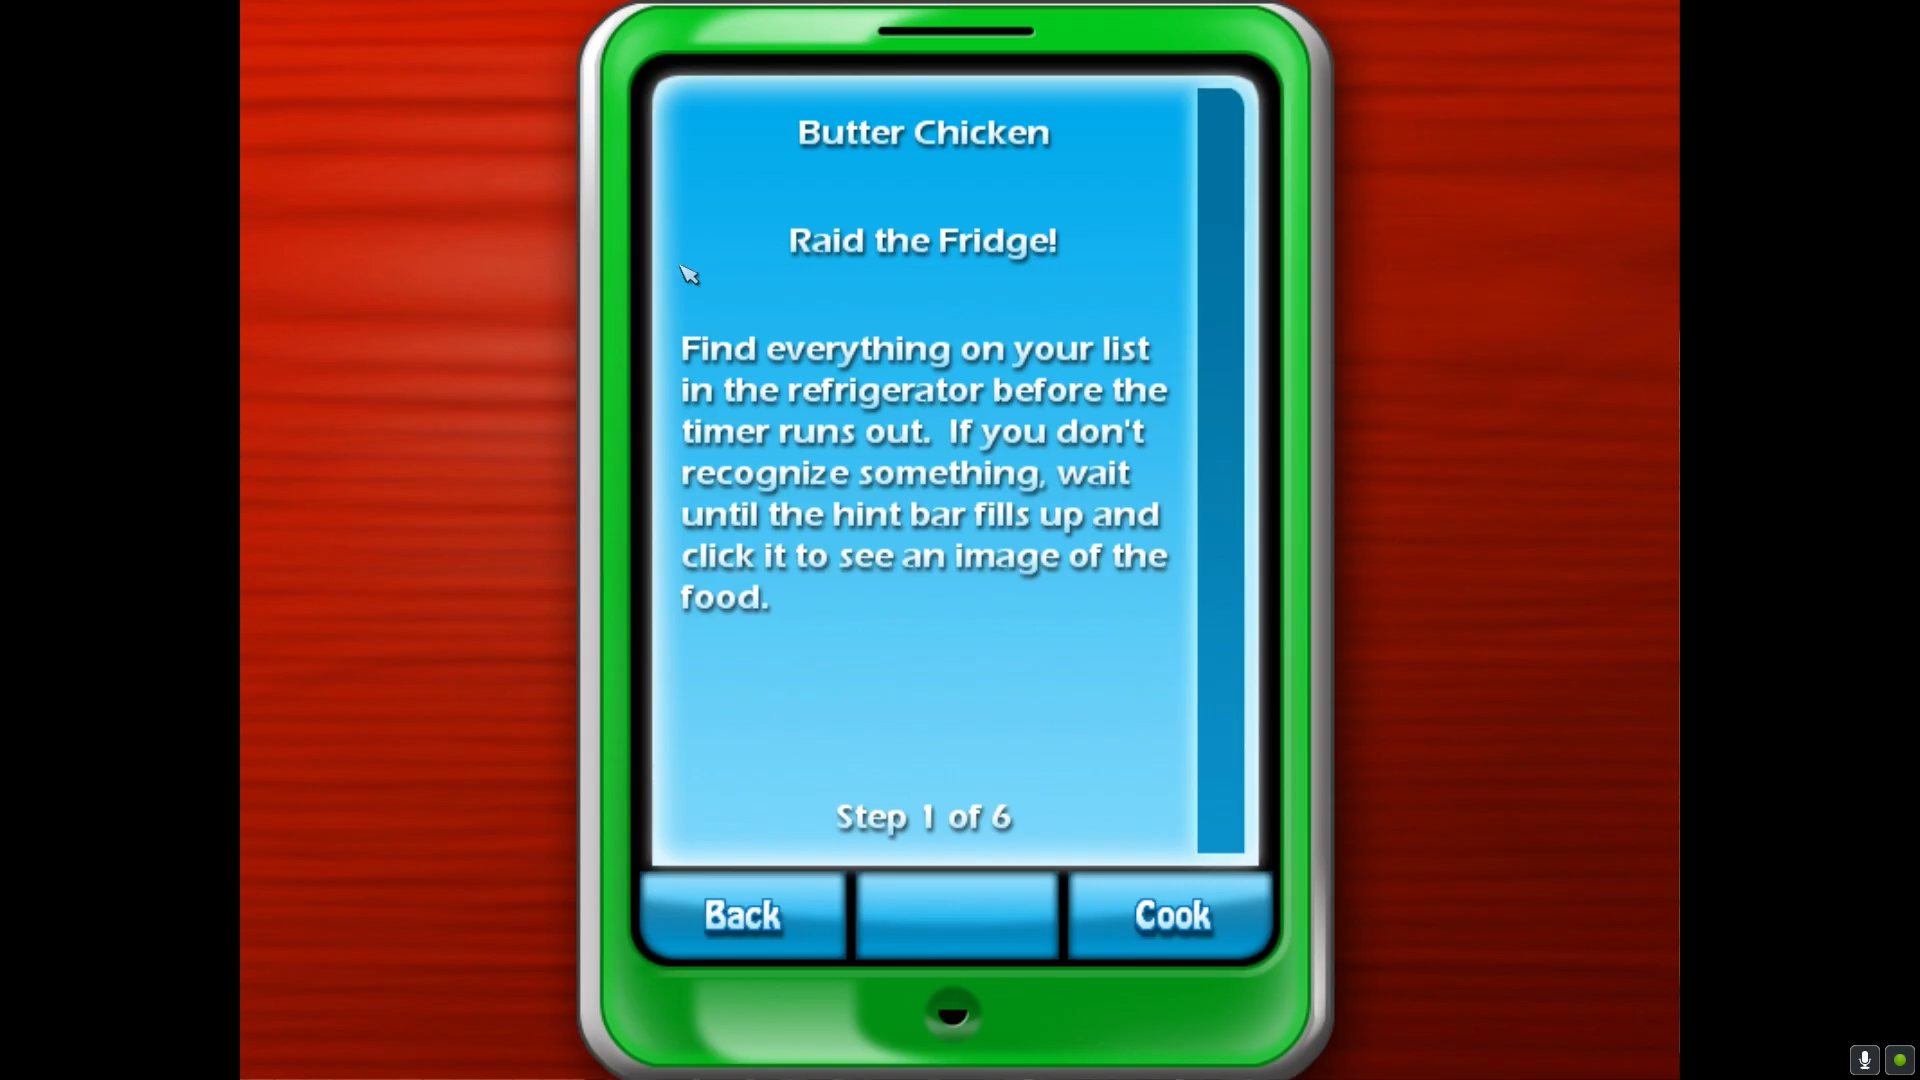 Butter Chicken
Raid the Fridge!
Find everything on your list
in the refrigerator before the
timer runs out.  If you don't
recognize something, wait
until the hint bar fills up and
click it to see an image of the
food.
Step 1 of 6
Back
Cook